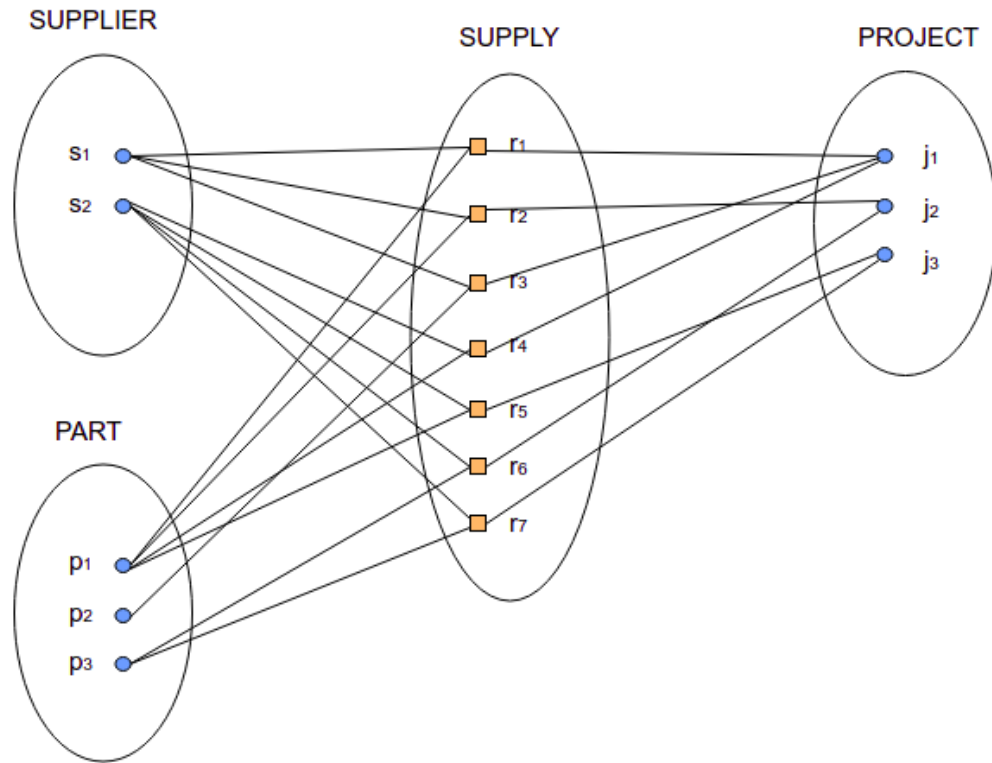 SUPPLIER
SUPPLY
PROJECT
s1
s2
r1
r2
r3
r4
r5
r6
r7
j1
j2
j3
PART
p1
p2
p3